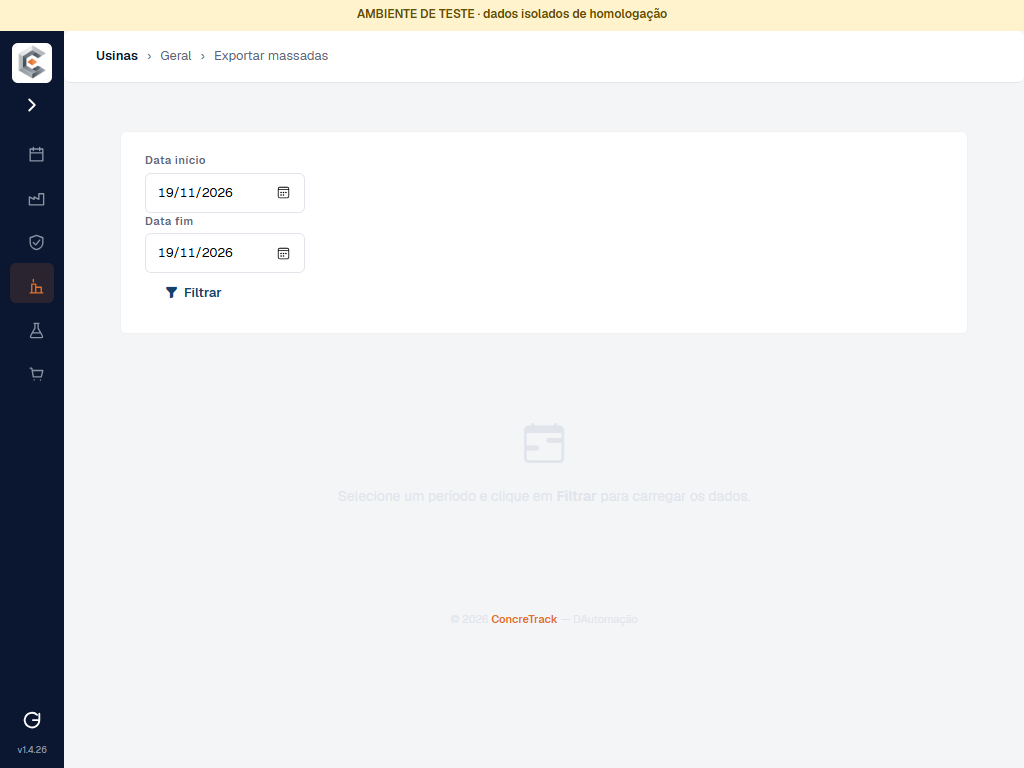 AMBIENTE DE TESTE · dados isolados de homologação
Usinas › Geral › Exportar massadas
Data início
19/11/2026
Data fim
19/11/2026
Filtrar
Selecione um período e clique em Filtrar para carregar os dados.
© 2026 ConcreTrack — DAutomação
v1.4.26